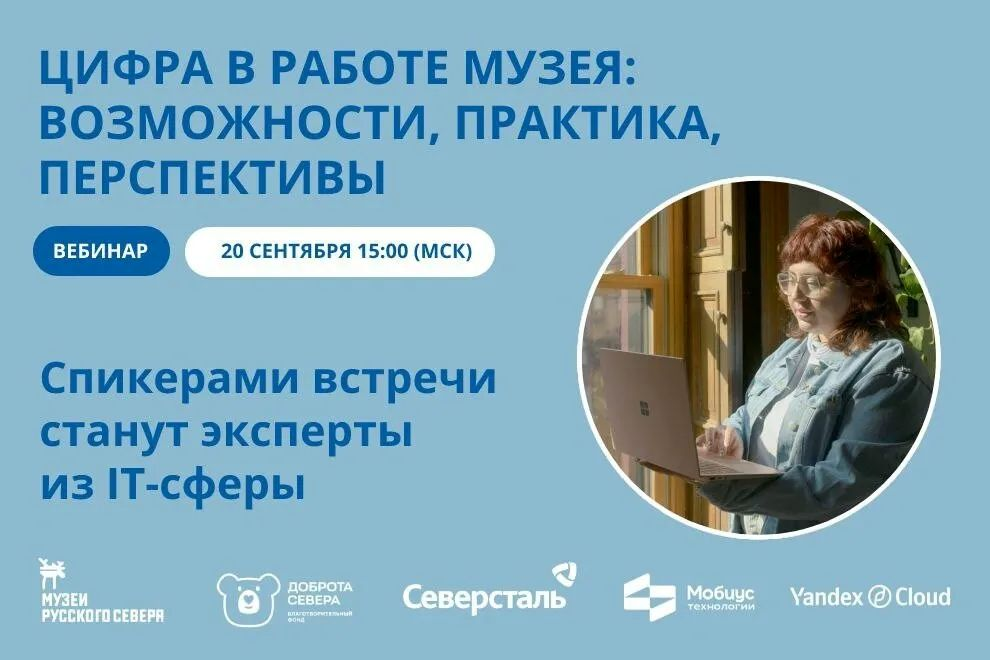 ЦИФРА В РАБОТЕ МУЗЕЯ:
ВОЗМОЖНОСТИ, ПРАКТИКА,
ПЕРСПЕКТИВЫ
ВЕБИНАР
20 СЕНТЯБРЯ 15:00 (МСК)
Спикерами встречи
станут эксперты
из IT-сферы
МУЗЕИ
РУССКОГО СЕВЕРА
ДОБРОТА
СЕВЕРА
БЛАГОТВОРИТЕЛЬНЫЙ
ФОНД
Северсталь
Мобиус
технологии
Yandex Cloud